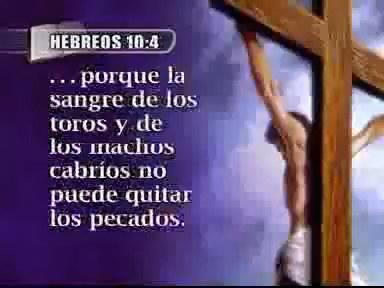 HEBREOS 10:4
...porque la
sangre de los
toros y de
los machos
cabríos no
puede quitar
los pecados.